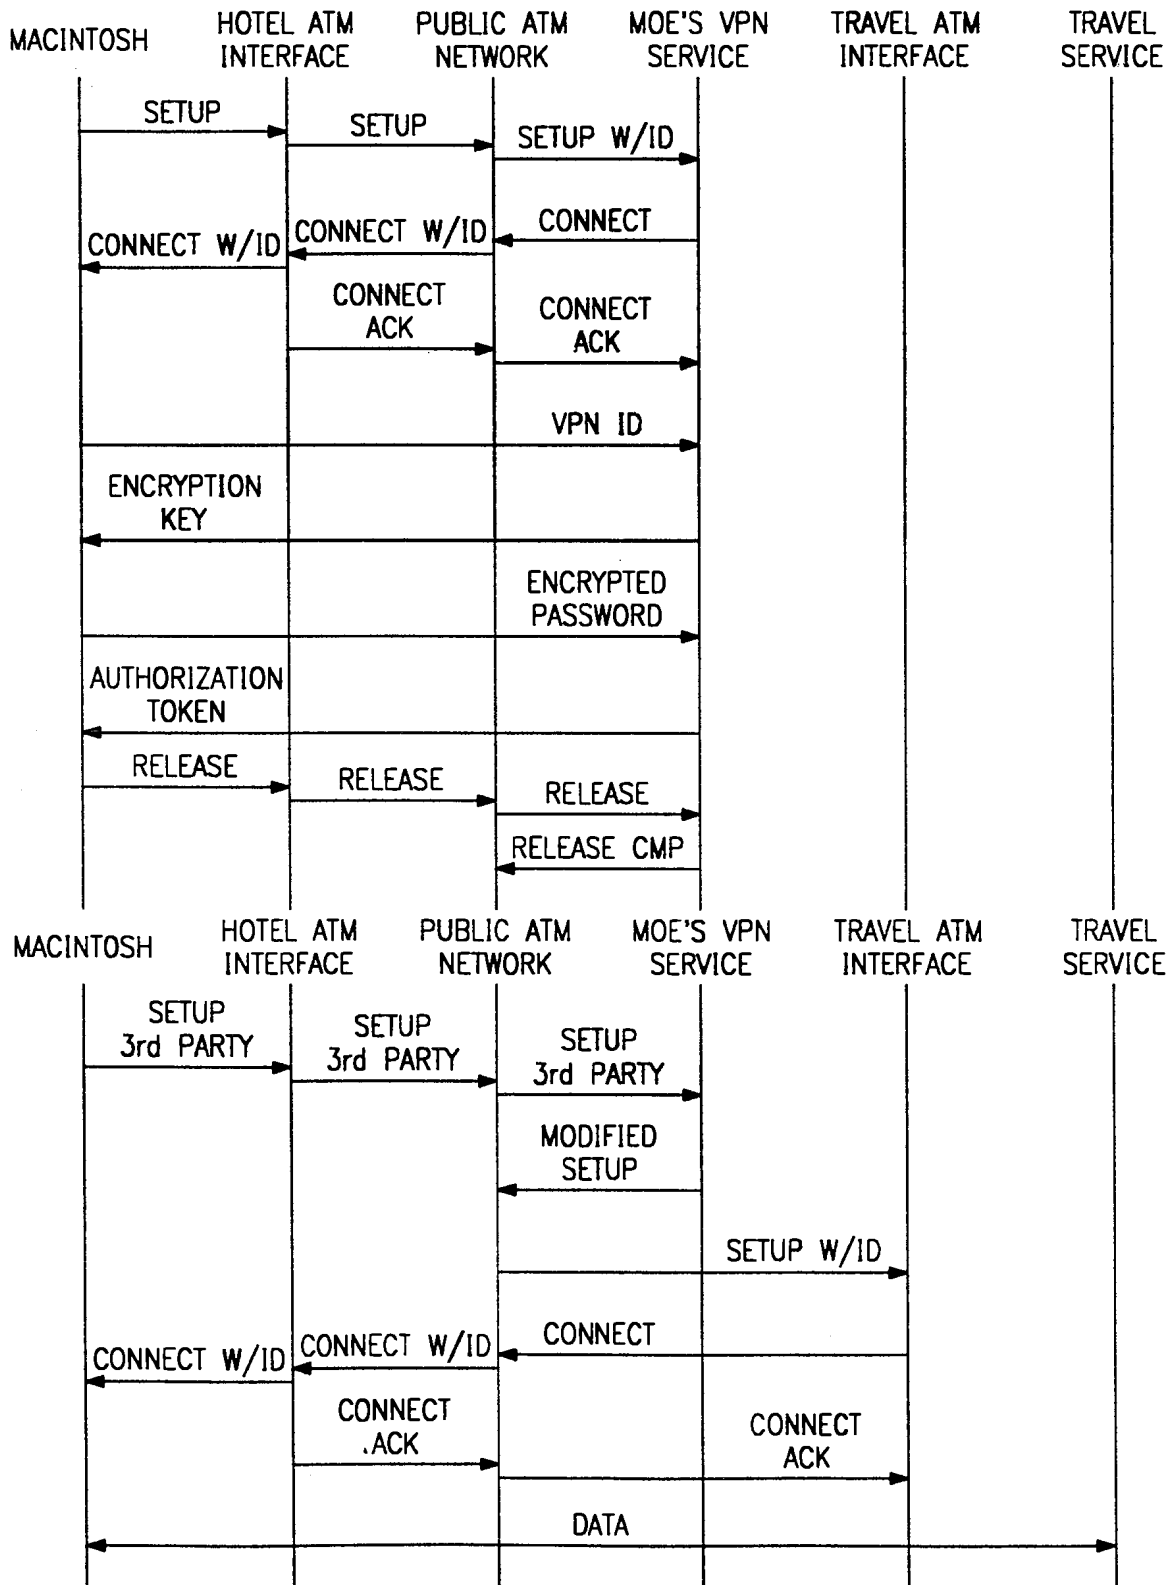 MACINTOSH
HOTEL ATM
INTERFACE
PUBLIC ATM
NETWORK
MOE'S VPN
SERVICE
TRAVEL ATM
INTERFACE
TRAVEL
SERVICE
SETUP
SETUP
SETUP W/ID
CONNECT
CONNECT W/ID
CONNECT W/ID
CONNECT
ACK
CONNECT
ACK
VPN ID
ENCRYPTION
KEY
ENCRYPTED
PASSWORD
AUTHORIZATION
TOKEN
RELEASE
RELEASE
RELEASE
RELEASE CMP
MACINTOSH
HOTEL ATM
INTERFACE
PUBLIC ATM
NETWORK
MOE'S VPN
SERVICE
TRAVEL ATM
INTERFACE
TRAVEL
SERVICE
SETUP
3rd PARTY
SETUP
3rd PARTY
SETUP
3rd PARTY
MODIFIED
SETUP
SETUP W/ID
CONNECT
CONNECT W/ID
CONNECT W/ID
CONNECT
ACK
CONNECT
ACK
DATA